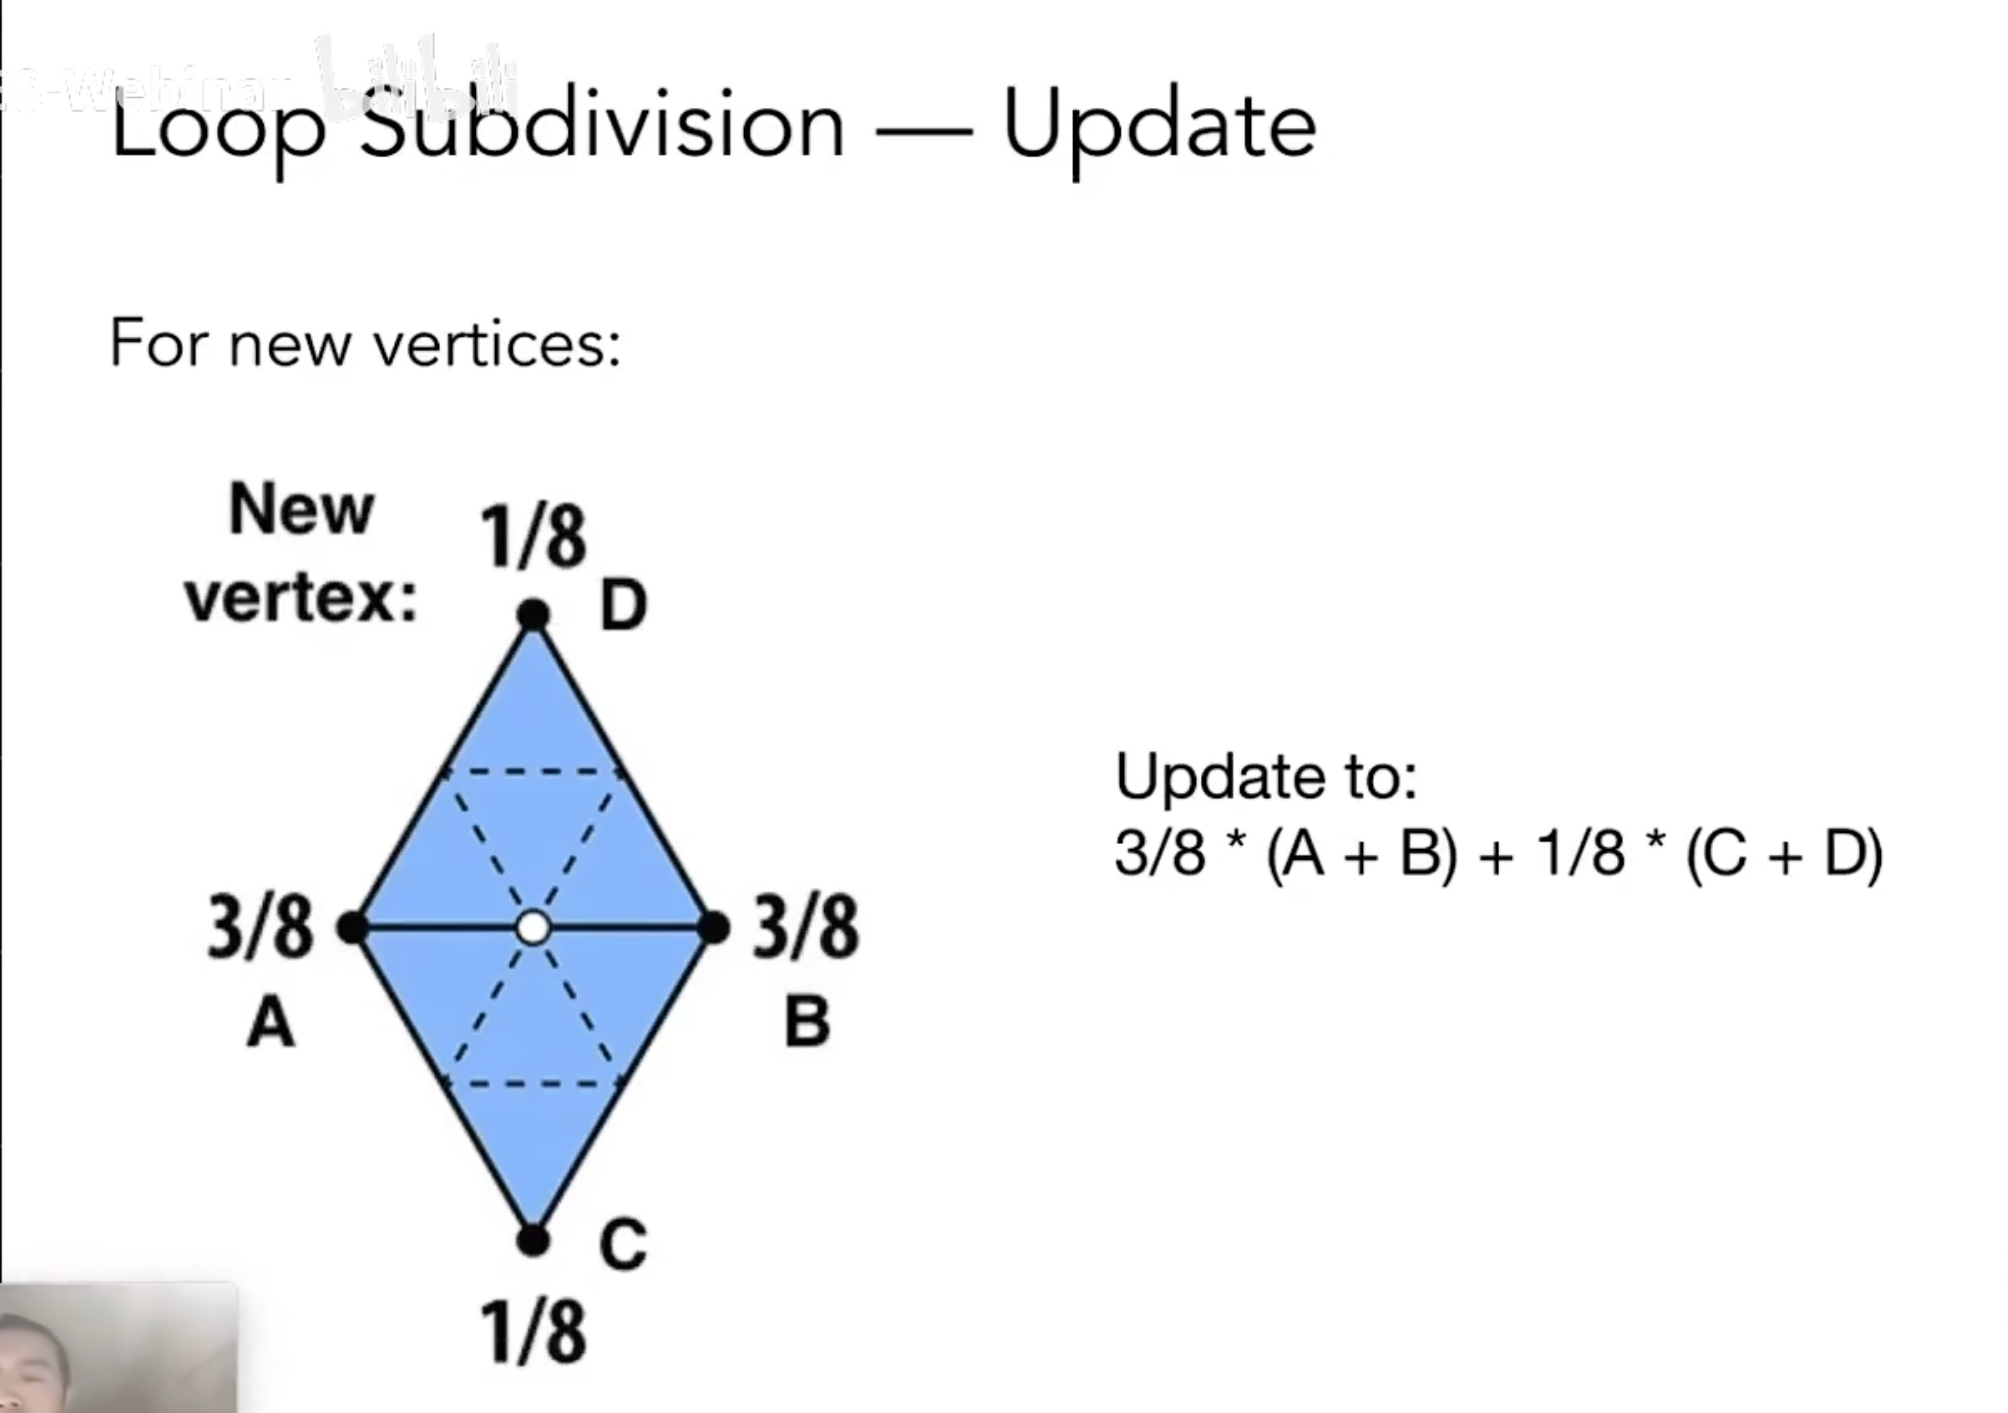 ES-Webinar bilibili
Loop Subdivision — Update
For new vertices:
New
vertex:
1/8
D
3/8
A
3/8
B
C
1/8
Update to:
3/8 * (A + B) + 1/8 * (C + D)